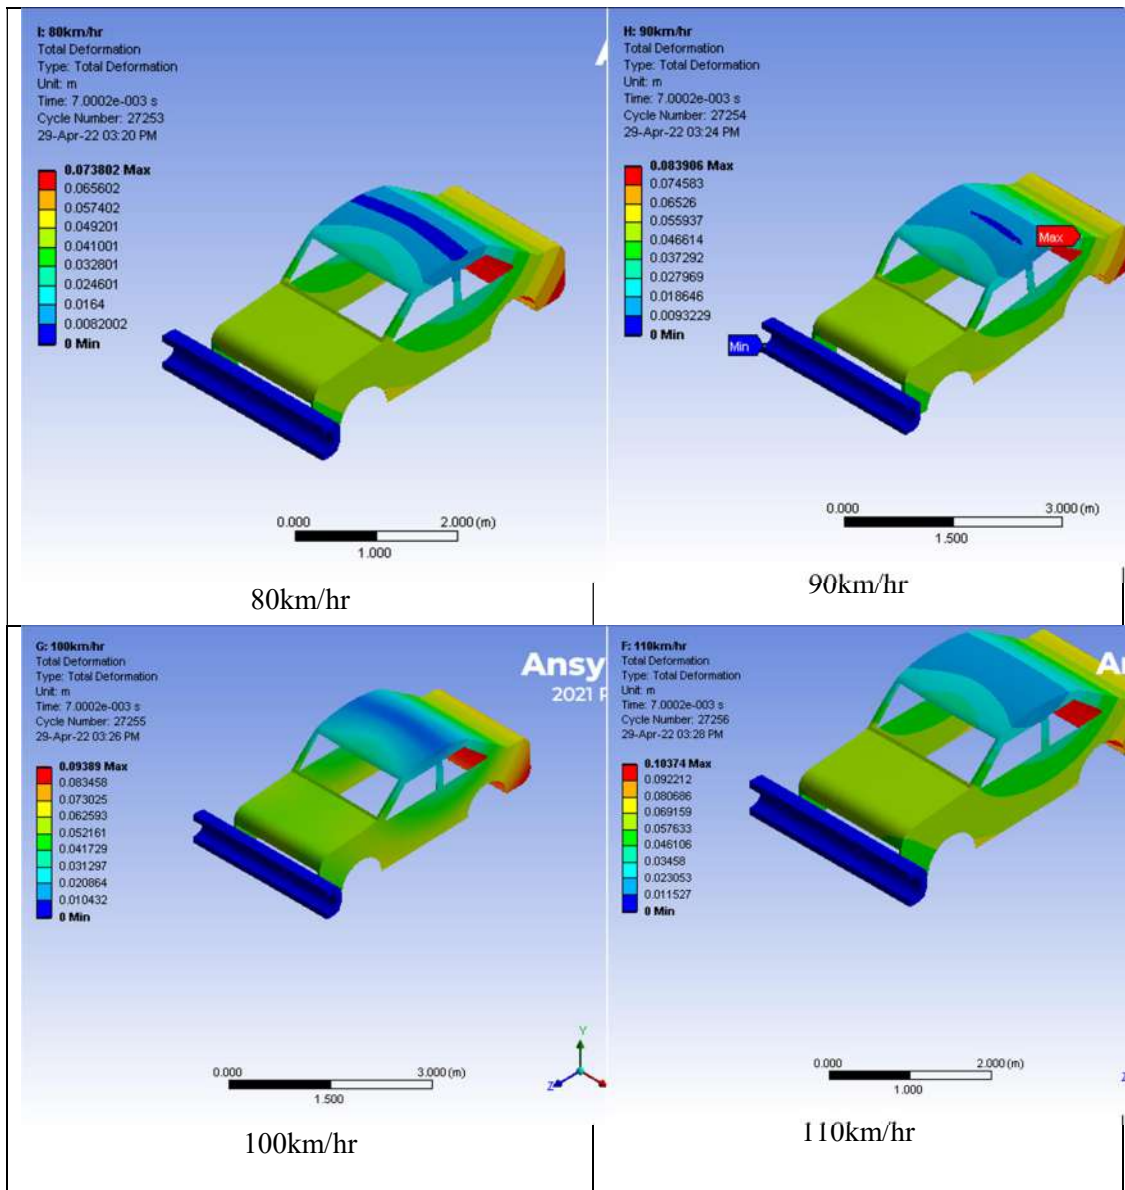 I: 80km/hr
Total Deformation
Type: Total Deformation
Unit: m
Time: 7.0002e-003 s
Cycle Number: 27253
29-Apr-22 03:20 PM
0.073802 Max
0.065602
0.057402
0.049201
0.041001
0.032801
0.024601
0.0164
0.0082002
0 Min
0.000
2.000 (m)
1.000
80km/hr
H: 90km/hr
Total Deformation
Type: Total Deformation
Unit: m
Time: 7.0002e-003 s
Cycle Number: 27254
29-Apr-22 03:24 PM
0.083906 Max
0.074583
0.06526
0.055937
0.046614
0.037292
0.027969
0.018646
0.0093229
0 Min
Max
Min
0.000
3.000 (m)
1.500
90km/hr
G: 100km/hr
Total Deformation
Type: Total Deformation
Unit: m
Time: 7.0002e-003 s
Cycle Number: 27255
29-Apr-22 03:26 PM
Ansy
2021
0.09389 Max
0.083458
0.073025
0.062593
0.052161
0.041729
0.031297
0.020864
0.010432
0 Min
Y
Z
0.000
3.000 (m)
1.500
100km/hr
F: 110km/hr
Total Deformation
Type: Total Deformation
Unit: m
Time: 7.0002e-003 s
Cycle Number: 27256
29-Apr-22 03:28 PM
0.10374 Max
0.092212
0.080686
0.069159
0.057633
0.046106
0.03458
0.023053
0.011527
0 Min
0.000
2.000 (m)
1.000
110km/hr